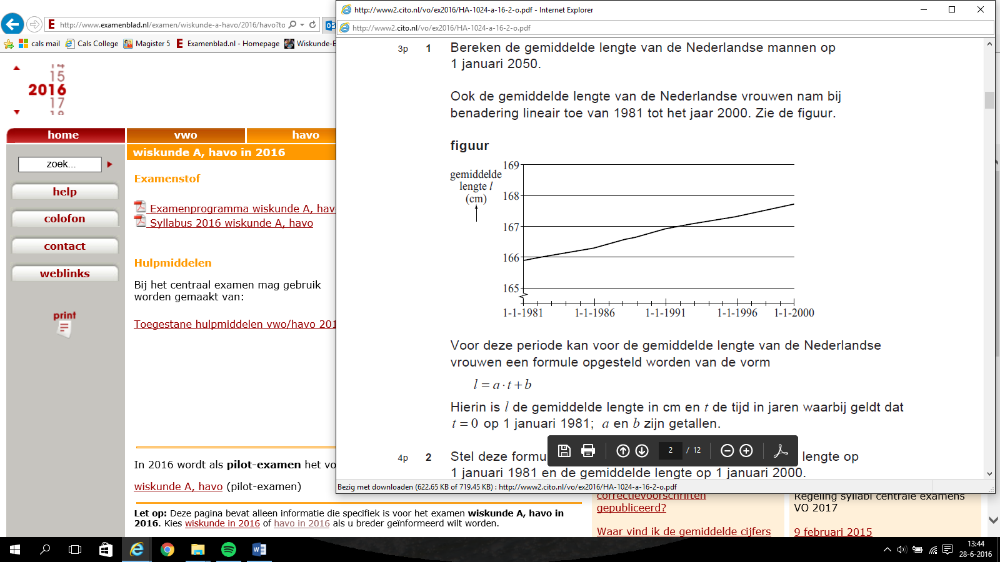 http://www2.cito.nl/vo/ex2016/HA-1024-a-16-2-o.pdf - Internet Explorer
http://www.examenblad.nl/examen/wiskunde-a-havo/2016/havo?to
http://www2.cito.nl/vo/ex2016/HA-1024-a-16-2-o.pdf
cals mail
Cals College
Magister 5
Examenblad.nl - Homepage
Wiskunde-E
14
15
2016
17
18
home
vwo
havo
wiskunde A, havo in 2016
zoek...
help
colofon
contact
weblinks
print
Examenstof
Examenprogramma wiskunde A, hav
Syllabus 2016 wiskunde A, havo
Hulpmiddelen
Bij het centraal examen mag gebruik
worden gemaakt van:
Toegestane hulpmiddelen vwo/havo 201
In 2016 wordt als pilot-examen het vo
wiskunde A, havo (pilot-examen)
Let op: Deze pagina bevat alleen informatie die specifiek is voor het examen wiskunde A, havo in
2016. Kies wiskunde in 2016 of havo in 2016 als u breder geïnformeerd wilt worden.
3p 1 Bereken de gemiddelde lengte van de Nederlandse mannen op
1 januari 2050.
Ook de gemiddelde lengte van de Nederlandse vrouwen nam bij
benadering lineair toe van 1981 tot het jaar 2000. Zie de figuur.
figuur
gemiddelde
lengte l
(cm)
169
168
167
166
165
1-1-1981 1-1-1986 1-1-1991 1-1-1996 1-1-2000
Voor deze periode kan voor de gemiddelde lengte van de Nederlandse
vrouwen een formule opgesteld worden van de vorm
l = a · t + b
Hierin is l de gemiddelde lengte in cm en t de tijd in jaren waarbij geldt dat
t = 0 op 1 januari 1981; a en b zijn getallen.
2 / 12
4p 2 Stel deze formu lengte op
1 januari 1981 en de gemiddelde lengte op 1 januari 2000.
Bezig met downloaden (622.65 KB of 719.45 KB) : http://www2.cito.nl/vo/ex2016/HA-1024-a-16-2-o.pdf
correctievoorschriften
gepubliceerd?
Waar vind ik de gemiddelde cijfers
Regeling syllabi centrale examens
VO 2017
9 februari 2015
13:44
28-6-2016